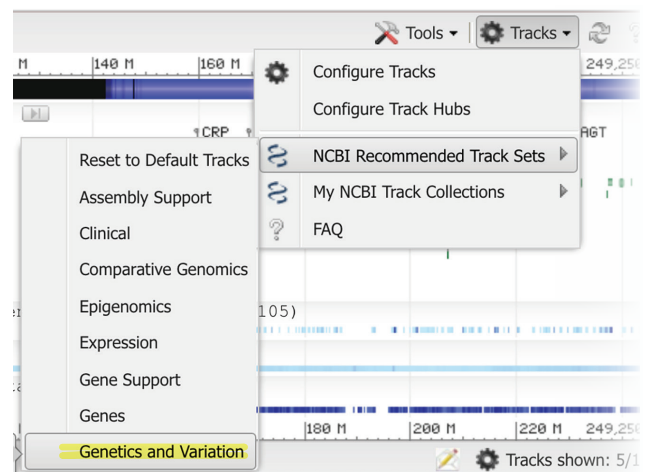 Tools Tracks
M 140 M 160 M 249,25
Configure Tracks
Configure Track Hubs
CRP AGT
NCBI Recommended Track Sets
My NCBI Track Collections
FAQ
Reset to Default Tracks
Assembly Support
Clinical
Comparative Genomics
Epigenomics
105)
Expression
Gene Support
Genes
180 M 200 M 220 M 249,25
Genetics and Variation
Tracks shown: 5/1